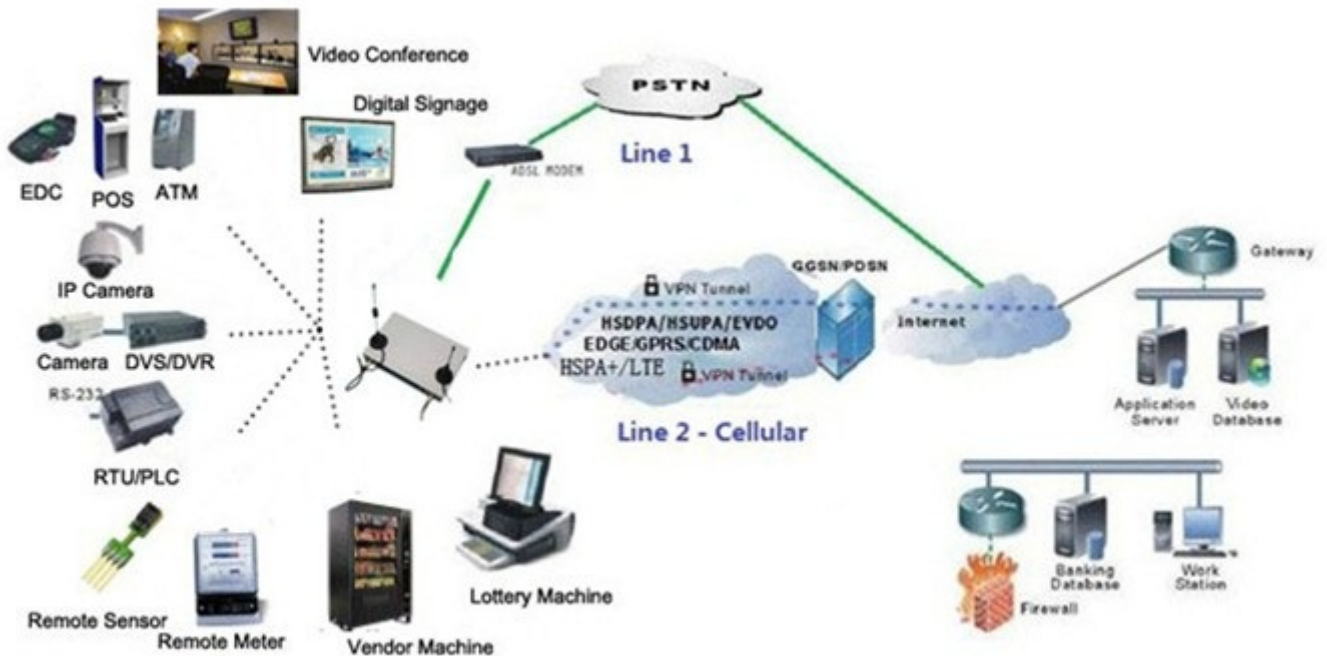 Video Conference
PSTN
Digital Signage
Line 1
ADSL MODEM
EDC
POS
ATM
IP Camera
GGSN/PDSN
VPN Tunnel
Gateway
HSDPA/HSUPA/EVDO
Internet
EDGE/GPRS/CDMA
HSPA+/LTE
VPN Tunnel
Camera
DVS/DVR
RS-232
Line 2 - Cellular
Application
Server
Video
Database
RTU/PLC
Banking
Database
Work
Station
Firewall
Lottery Machine
Remote Sensor
Remote Meter
Vendor Machine